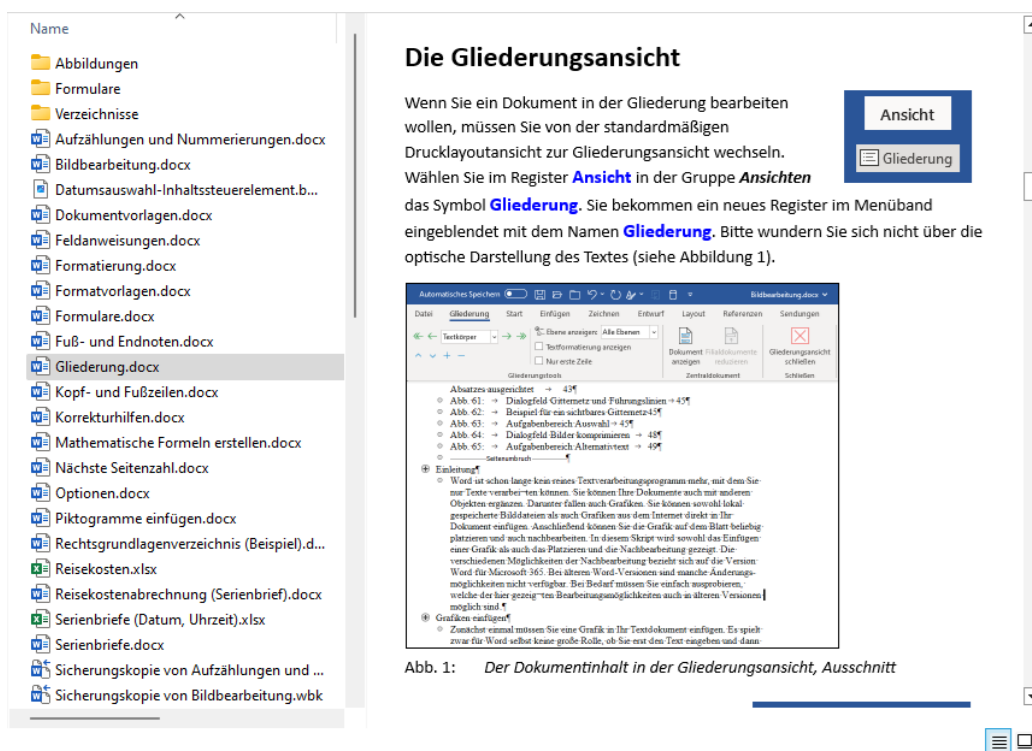 Name
Abbildungen
Formulare
Verzeichnisse
Aufzählungen und Nummerierungen.docx
Bildbearbeitung.docx
Datumsauswahl-Inhaltssteuerelement.b...
Dokumentvorlagen.docx
Feldanweisungen.docx
Formatierung.docx
Formatvorlagen.docx
Formulare.docx
Fuß- und Endnoten.docx
Gliederung.docx
Kopf- und Fußzeilen.docx
Korrekturhilfen.docx
Mathematische Formeln erstellen.docx
Nächste Seitenzahl.docx
Optionen.docx
Piktogramme einfügen.docx
Rechtsgrundlagenverzeichnis (Beispiel).d...
Reisekosten.xlsx
Reisekostenabrechnung (Serienbrief).docx
Serienbriefe (Datum, Uhrzeit).xlsx
Serienbriefe.docx
Sicherungskopie von Aufzählungen und ...
Sicherungskopie von Bildbearbeitung.wbk
Die Gliederungsansicht
Wenn Sie ein Dokument in der Gliederung bearbeiten
wollen, müssen Sie von der standardmäßigen
Drucklayoutansicht zur Gliederungsansicht wechseln.
Wählen Sie im Register Ansicht in der Gruppe Ansichten
das Symbol Gliederung. Sie bekommen ein neues Register im Menüband
eingeblendet mit dem Namen Gliederung. Bitte wundern Sie sich nicht über die
optische Darstellung des Textes (siehe Abbildung 1).
Ansicht
Gliederung
Automatisches Speichern Bildbearbeitung.docx
Datei Gliederung Start Einfügen Zeichnen Entwurf Layout Referenzen Sendungen
Textkörper
Ebene anzeigen: Alle Ebenen
Textformatierung anzeigen
Nur erste Zeile
Dokument anzeigen
Filialdokumente reduzieren
Gliederungsansicht schließen
Gliederungstools Zentraldokument Schließen
Absatzes·ausgerichtet → 43¶
Abb.·61: → Dialogfeld·Gitternetz·und·Führungslinien→45¶
Abb.·62: → Beispiel·für·ein·sichtbares·Gitternetz·45¶
Abb.·63: → Aufgabenbereich·Auswahl→45¶
Abb.·64: → Dialogfeld·Bilder·komprimieren → 48¶
Abb.·65: → Aufgabenbereich·Alternativtext → 49¶
Seitenumbruch¶
Einleitung¶
Word·ist·schon·lange·kein·reines·Textverarbeitungsprogramm·mehr,·mit·dem·Sie·
nur·Texte·verarbei¬ten·können.·Sie·können·Ihre·Dokumente·auch·mit·anderen·
Objekten·ergänzen.·Darunter·fallen·auch·Grafiken.·Sie·können·sowohl·lokal·
gespeicherte·Bilddateien·als·auch·Grafiken·aus·dem·Internet·direkt·in·Ihr·
Dokument·einfügen.·Anschließend·können·Sie·die·Grafik·auf·dem·Blatt·beliebig·
platzieren·und·auch·nachbearbeiten.·In·diesem·Skript·wird·sowohl·das·Einfügen·
einer·Grafik·als·auch·das·Platzieren·und·die·Nachbearbeitung·gezeigt.·Die·
verschiedenen·Möglichkeiten·der·Nachbearbeitung·bezieht·sich·auf·die·Version·
Word·für·Microsoft·365.·Bei·älteren·Word-Versionen·sind·manche·Änderungs-
möglichkeiten·nicht·verfügbar.·Bei·Bedarf·müssen·Sie·einfach·ausprobieren,·
welche·der·hier·gezeig¬ten·Bearbeitungsmöglichkeiten·auch·in·älteren·Versionen·
möglich·sind.¶
Grafiken·einfügen¶
Zunächst·einmal·müssen·Sie·eine·Grafik·in·Ihr·Textdokument·einfügen.·Es·spielt·
zwar·für·Word·selbst·keine·große·Rolle,·ob·Sie·erst·den·Text·eingeben·und·dann·
Abb. 1: Der Dokumentinhalt in der Gliederungsansicht, Ausschnitt